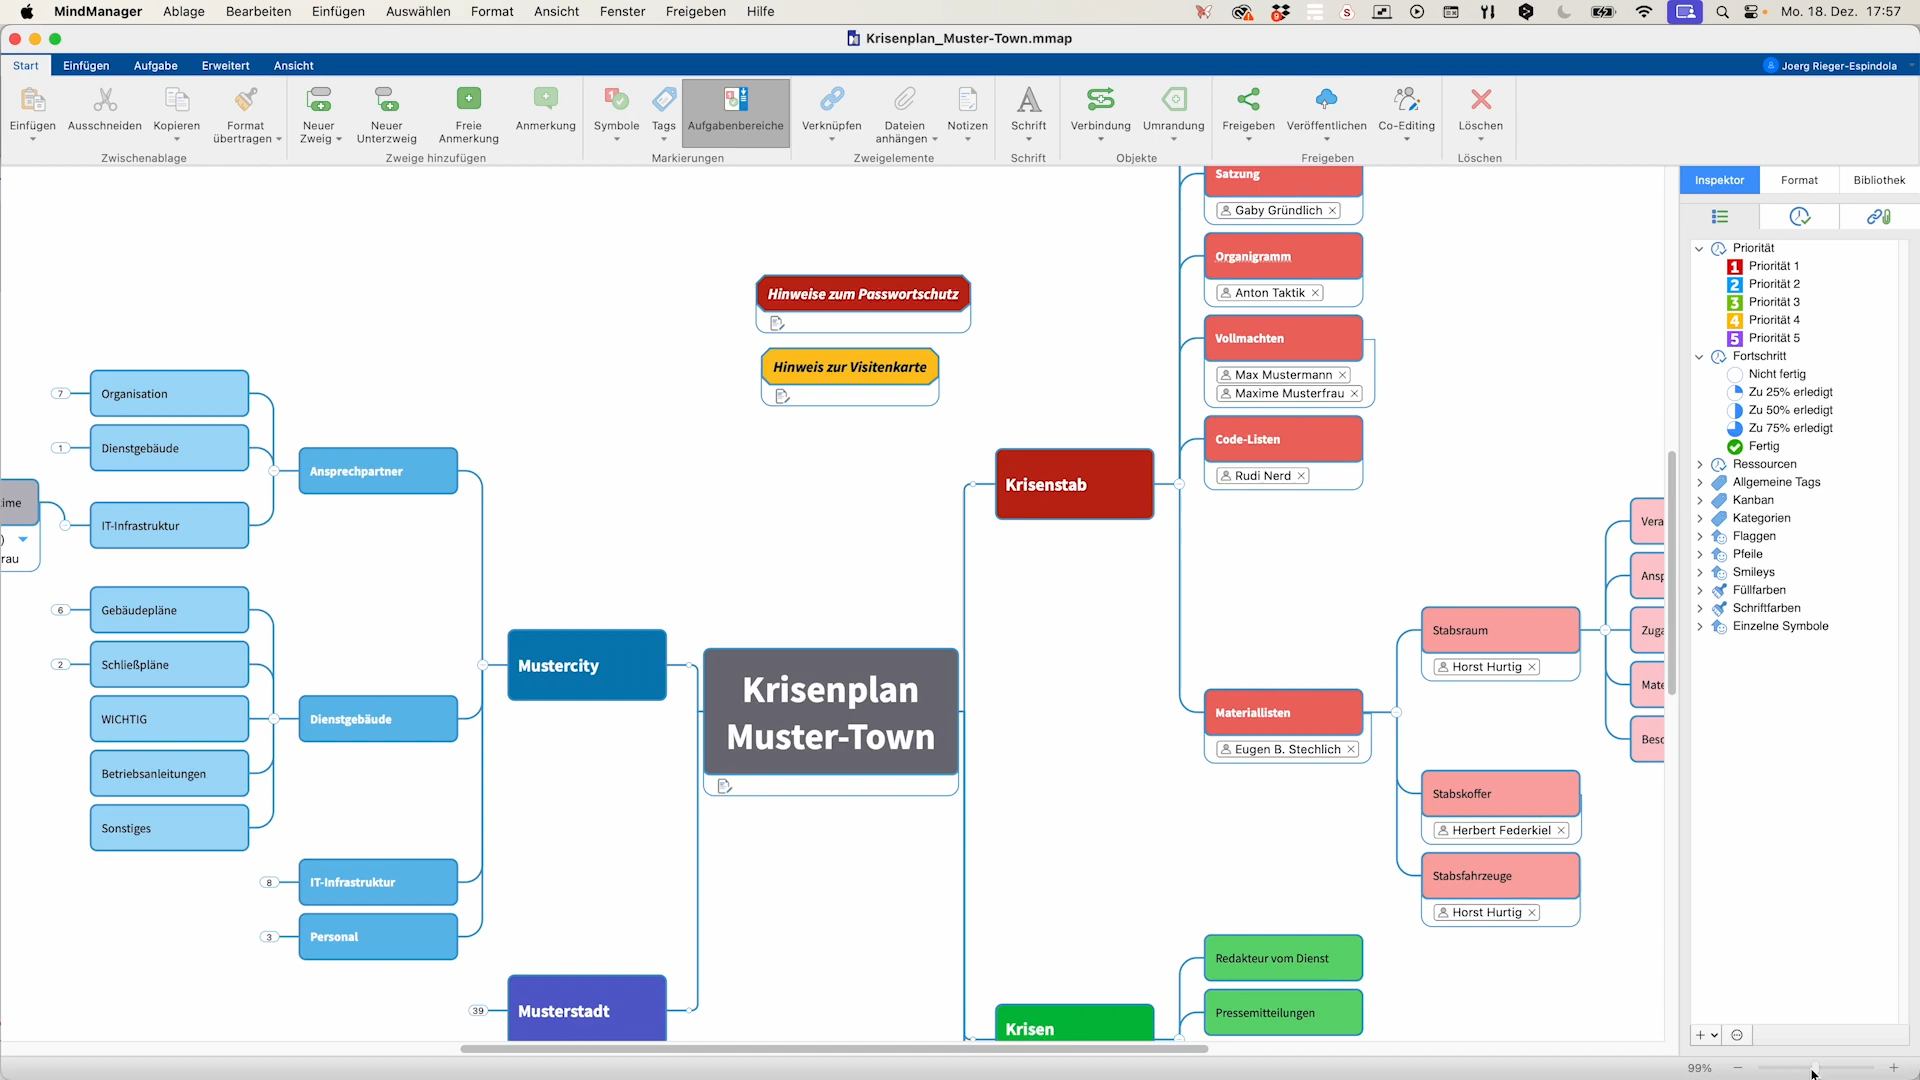 MindManager Ablage Bearbeiten Einfügen Auswählen Format Ansicht Fenster Freigeben Hilfe
Mo. 18. Dez. 17:57
Krisenplan_Muster-Town.mmap
Start Einfügen Aufgabe Erweitert Ansicht
Joerg Rieger-Espindola
Einfügen
Ausschneiden
Kopieren
Format
übertragen
Zwischenablage
Neuer
Zweig
Neuer
Unterzweig
Freie
Anmerkung
Anmerkung
Zweige hinzufügen
Symbole
Tags
Aufgabenbereiche
Markierungen
Verknüpfen
Dateien
anhängen
Notizen
Zweigelemente
Schrift
Schrift
Verbindung
Umrandung
Objekte
Freigeben
Veröffentlichen
Co-Editing
Freigeben
Löschen
Löschen
Hinweise zum Passwortschutz
Hinweis zur Visitenkarte
7
Organisation
1
Dienstgebäude
IT-Infrastruktur
Ansprechpartner
ime
)
rau
6
Gebäudepläne
2
Schließpläne
WICHTIG
Betriebsanleitungen
Sonstiges
Dienstgebäude
8
IT-Infrastruktur
3
Personal
Mustercity
39
Musterstadt
Krisenplan
Muster-Town
Krisenstab
Satzung
Gaby Gründlich
Organigramm
Anton Taktik
Vollmachten
Max Mustermann
Maxime Musterfrau
Code-Listen
Rudi Nerd
Materiallisten
Eugen B. Stechlich
Stabsraum
Horst Hurtig
Vera
Ansp
Zuga
Mate
Besc
Stabskoffer
Herbert Federkiel
Stabsfahrzeuge
Horst Hurtig
Krisen
Redakteur vom Dienst
Pressemitteilungen
Inspektor Format Bibliothek
Priorität
1 Priorität 1
2 Priorität 2
3 Priorität 3
4 Priorität 4
5 Priorität 5
Fortschritt
Nicht fertig
Zu 25% erledigt
Zu 50% erledigt
Zu 75% erledigt
Fertig
Ressourcen
Allgemeine Tags
Kanban
Kategorien
Flaggen
Pfeile
Smileys
Füllfarben
Schriftfarben
Einzelne Symbole
99%